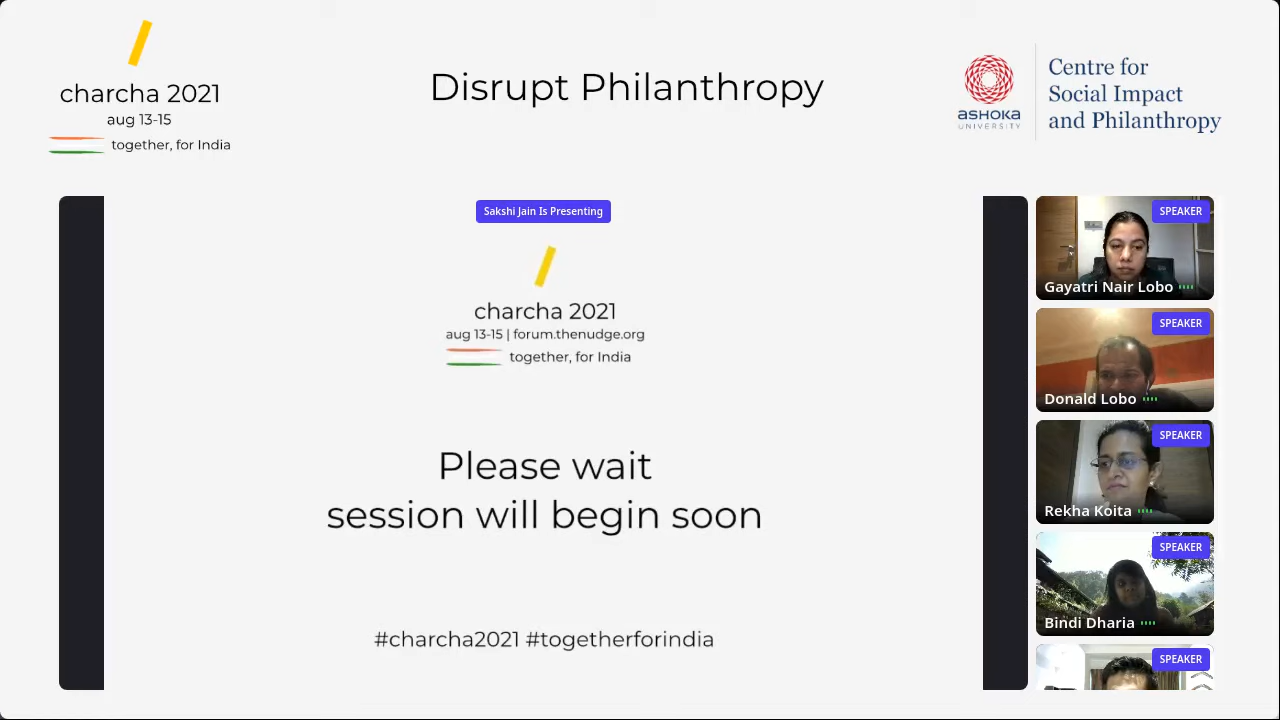 charcha 2021
aug 13-15
together, for India
Disrupt Philanthropy
ASHOKA
UNIVERSITY
Centre for
Social Impact
and Philanthropy
Sakshi Jain Is Presenting
charcha 2021
aug 13-15 | forum.thenudge.org
together, for India
Please wait
session will begin soon
#charcha2021 #togetherforindia
SPEAKER
Gayatri Nair Lobo
SPEAKER
Donald Lobo
SPEAKER
Rekha Koita
SPEAKER
Bindi Dharia
SPEAKER